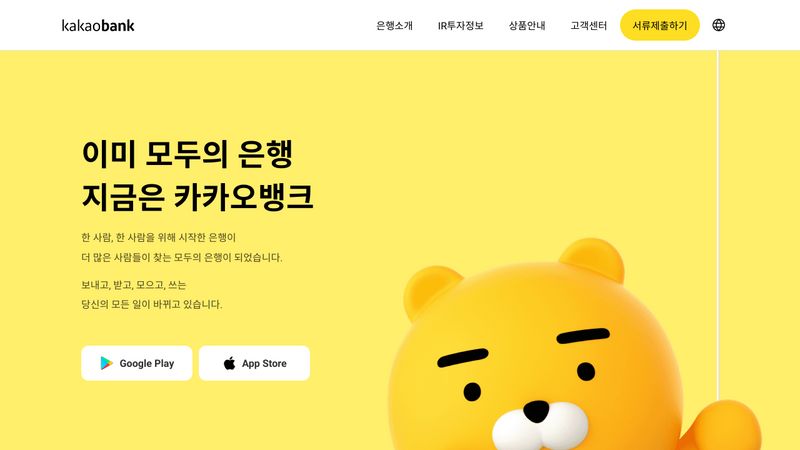 kakaobank
은행소개
IR투자정보
상품안내
고객센터
서류제출하기
이미 모두의 은행
지금은 카카오뱅크
한 사람, 한 사람을 위해 시작한 은행이
더 많은 사람들이 찾는 모두의 은행이 되었습니다.
보내고, 받고, 모으고, 쓰는
당신의 모든 일이 바뀌고 있습니다.
Google Play
App Store